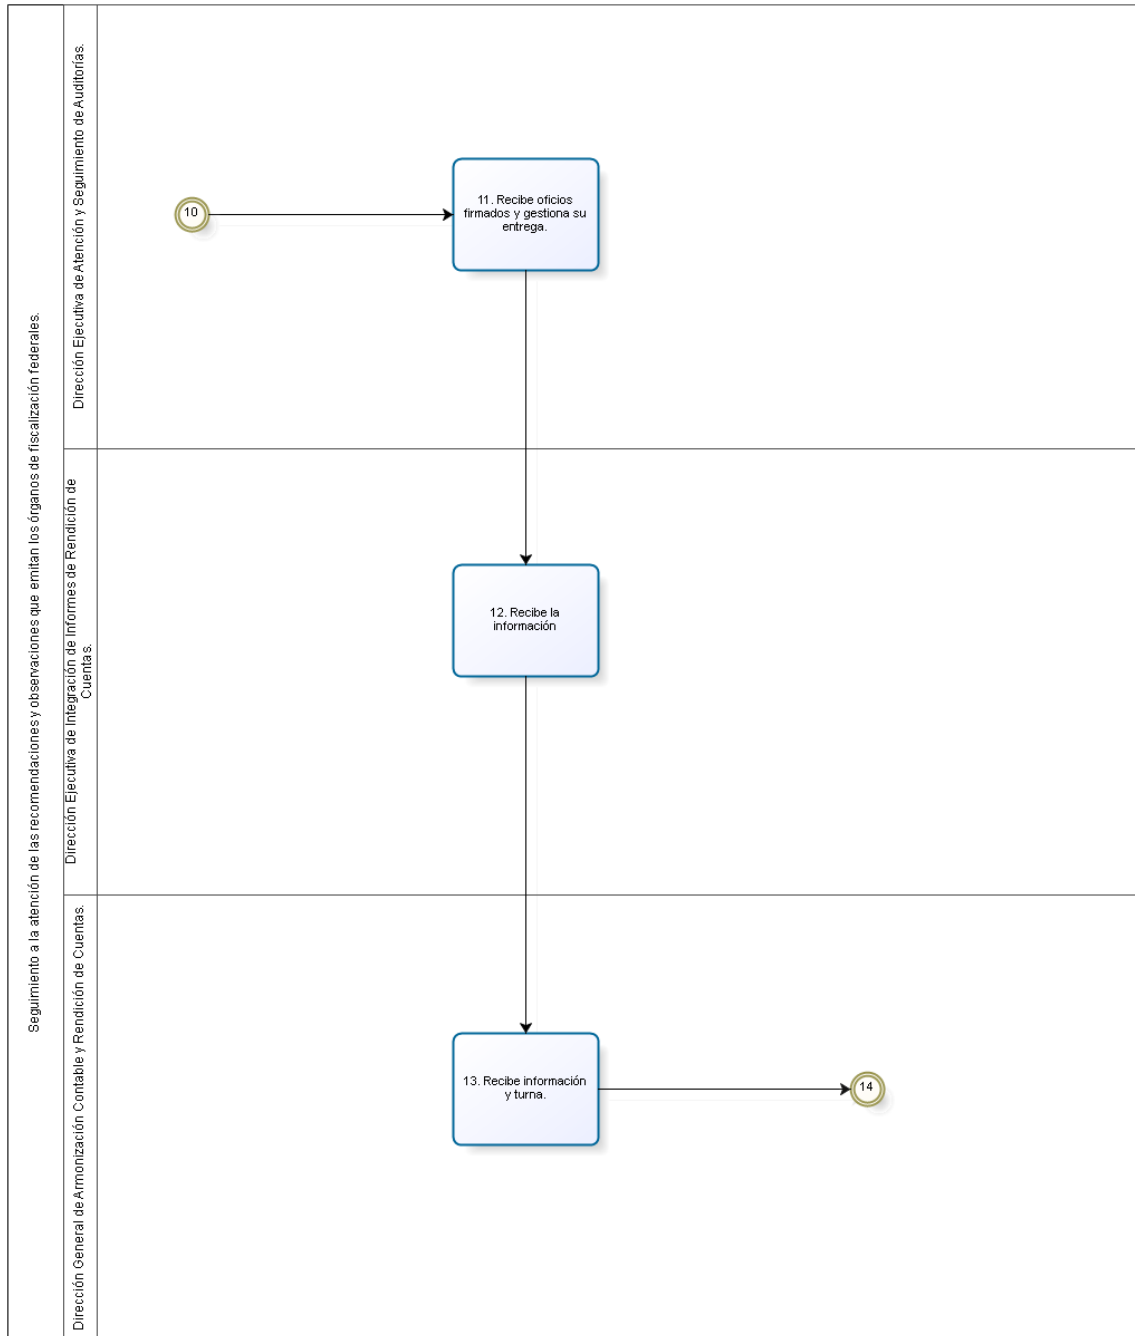 Seguimiento a la atención de las recomendaciones y observaciones que emitan los órganos de fiscalización federales.
Dirección Ejecutiva de Atención y Seguimiento de Auditorías.
10
11. Recibe oficios
firmados y gestiona su
entrega.
Dirección Ejecutiva de Integración de Informes de Rendición de
Cuentas.
12. Recibe la
información
Dirección General de Armonización Contable y Rendición de Cuentas.
13. Recibe información
y turna.
14